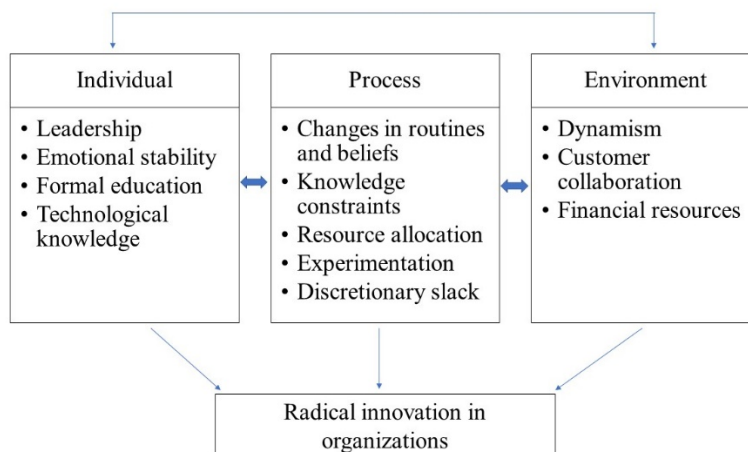 Individual
• Leadership
• Emotional stability
• Formal education
• Technological
knowledge
Process
• Changes in routines
and beliefs
• Knowledge
constraints
• Resource allocation
• Experimentation
• Discretionary slack
Environment
• Dynamism
• Customer
collaboration
• Financial resources
Radical innovation in
organizations